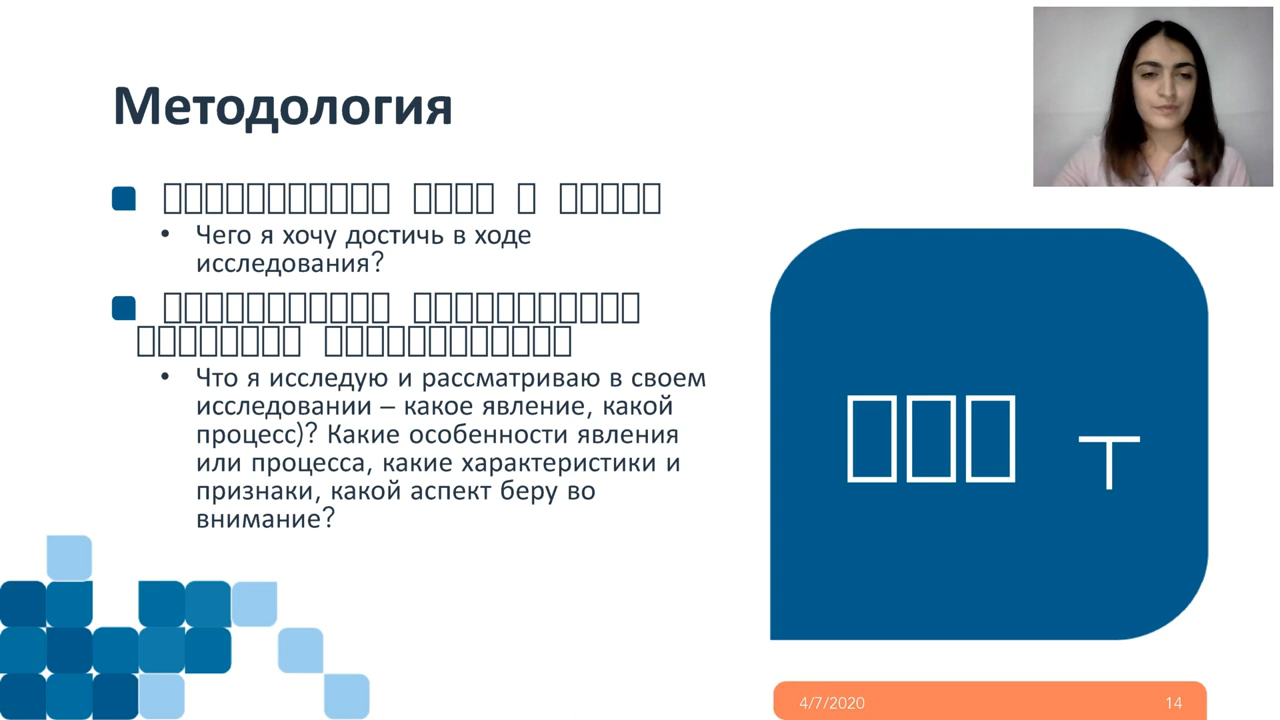 Методология
Чего я хочу достичь в ходе
исследования?
Что я исследую и рассматриваю в своем
исследовании – какое явление, какой
процесс)? Какие особенности явления
или процесса, какие характеристики и
признаки, какой аспект беру во
внимание?
4/7/2020
14